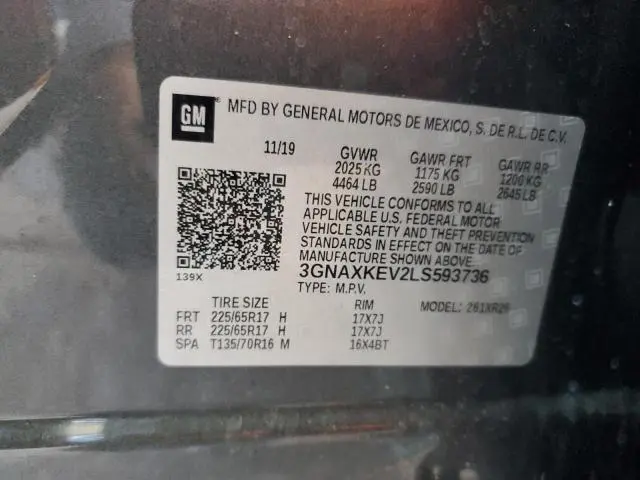 GM
MFD BY GENERAL MOTORS DE MEXICO, S. DE R.L. DE C.V.
11/19 GVWR GAWR FRT GAWR RR
2025 KG 1175 KG 1200 KG
4464 LB 2590 LB 2645 LB
THIS VEHICLE CONFORMS TO ALL
APPLICABLE U.S. FEDERAL MOTOR
VEHICLE SAFETY AND THEFT PREVENTION
STANDARDS IN EFFECT ON THE DATE OF
MANUFACTURE SHOWN ABOVE.
139X 3GNAXKEV2LS593736
TYPE: M.P.V.
TIRE SIZE RIM MODEL: 261XR26
FRT 225/65R17 H 17X7J
RR 225/65R17 H 17X7J
SPA T135/70R16 M 16X4BT